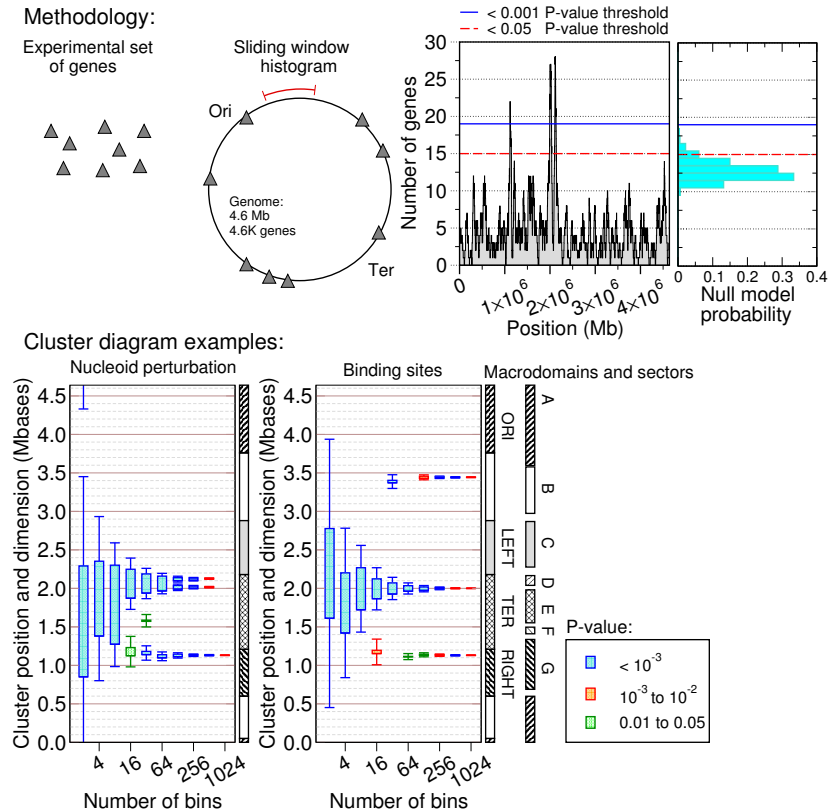 Methodology:
Experimental set
of genes
Sliding window
histogram
Ori
Genome:
4.6 Mb
4.6K genes
Ter
< 0.001 P-value threshold
< 0.05 P-value threshold
Number of genes
30
25
20
15
10
5
0
0
1×10⁶
2×10⁶
3×10⁶
4×10⁶
Position (Mb)
0
0.1
0.2
0.3
0.4
Null model
probability
Cluster diagram examples:
Nucleoid perturbation
Binding sites
Macrodomains and sectors
Cluster position and dimension (Mbases)
4.5
4.0
3.5
3.0
2.5
2.0
1.5
1.0
0.5
0.0
4
16
64
256
1024
Number of bins
Cluster position and dimension (Mbases)
4.5
4.0
3.5
3.0
2.5
2.0
1.5
1.0
0.5
0.0
4
16
64
256
1024
Number of bins
ORI
LEFT
TER
RIGHT
A
B
C
D
E
F
G
P-value:
< 10⁻³
10⁻³ to 10⁻²
0.01 to 0.05